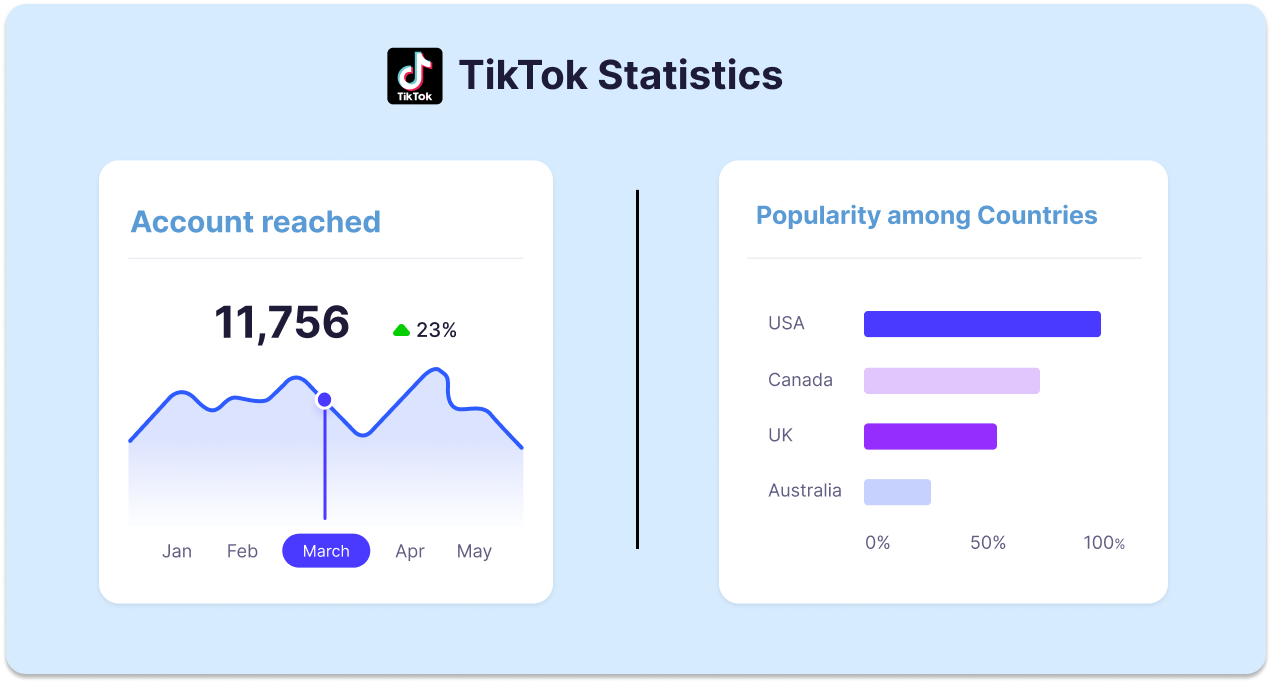 TikTok
TikTok Statistics
Account reached
11,756
23%
Jan Feb March Apr May
Popularity among Countries
USA
Canada
UK
Australia
0% 50% 100%